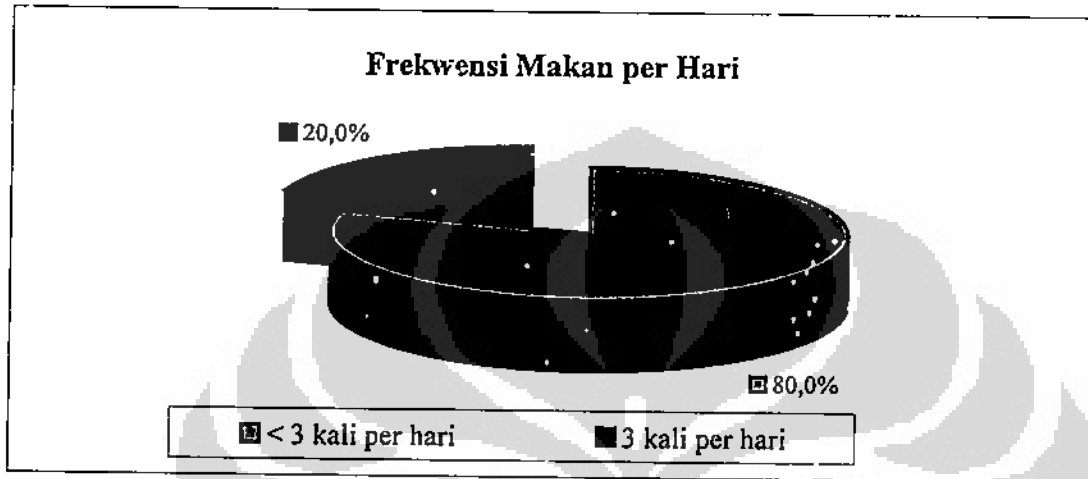 Frekwensi Makan per Hari
20,0%
80,0%
< 3 kali per hari
3 kali per hari